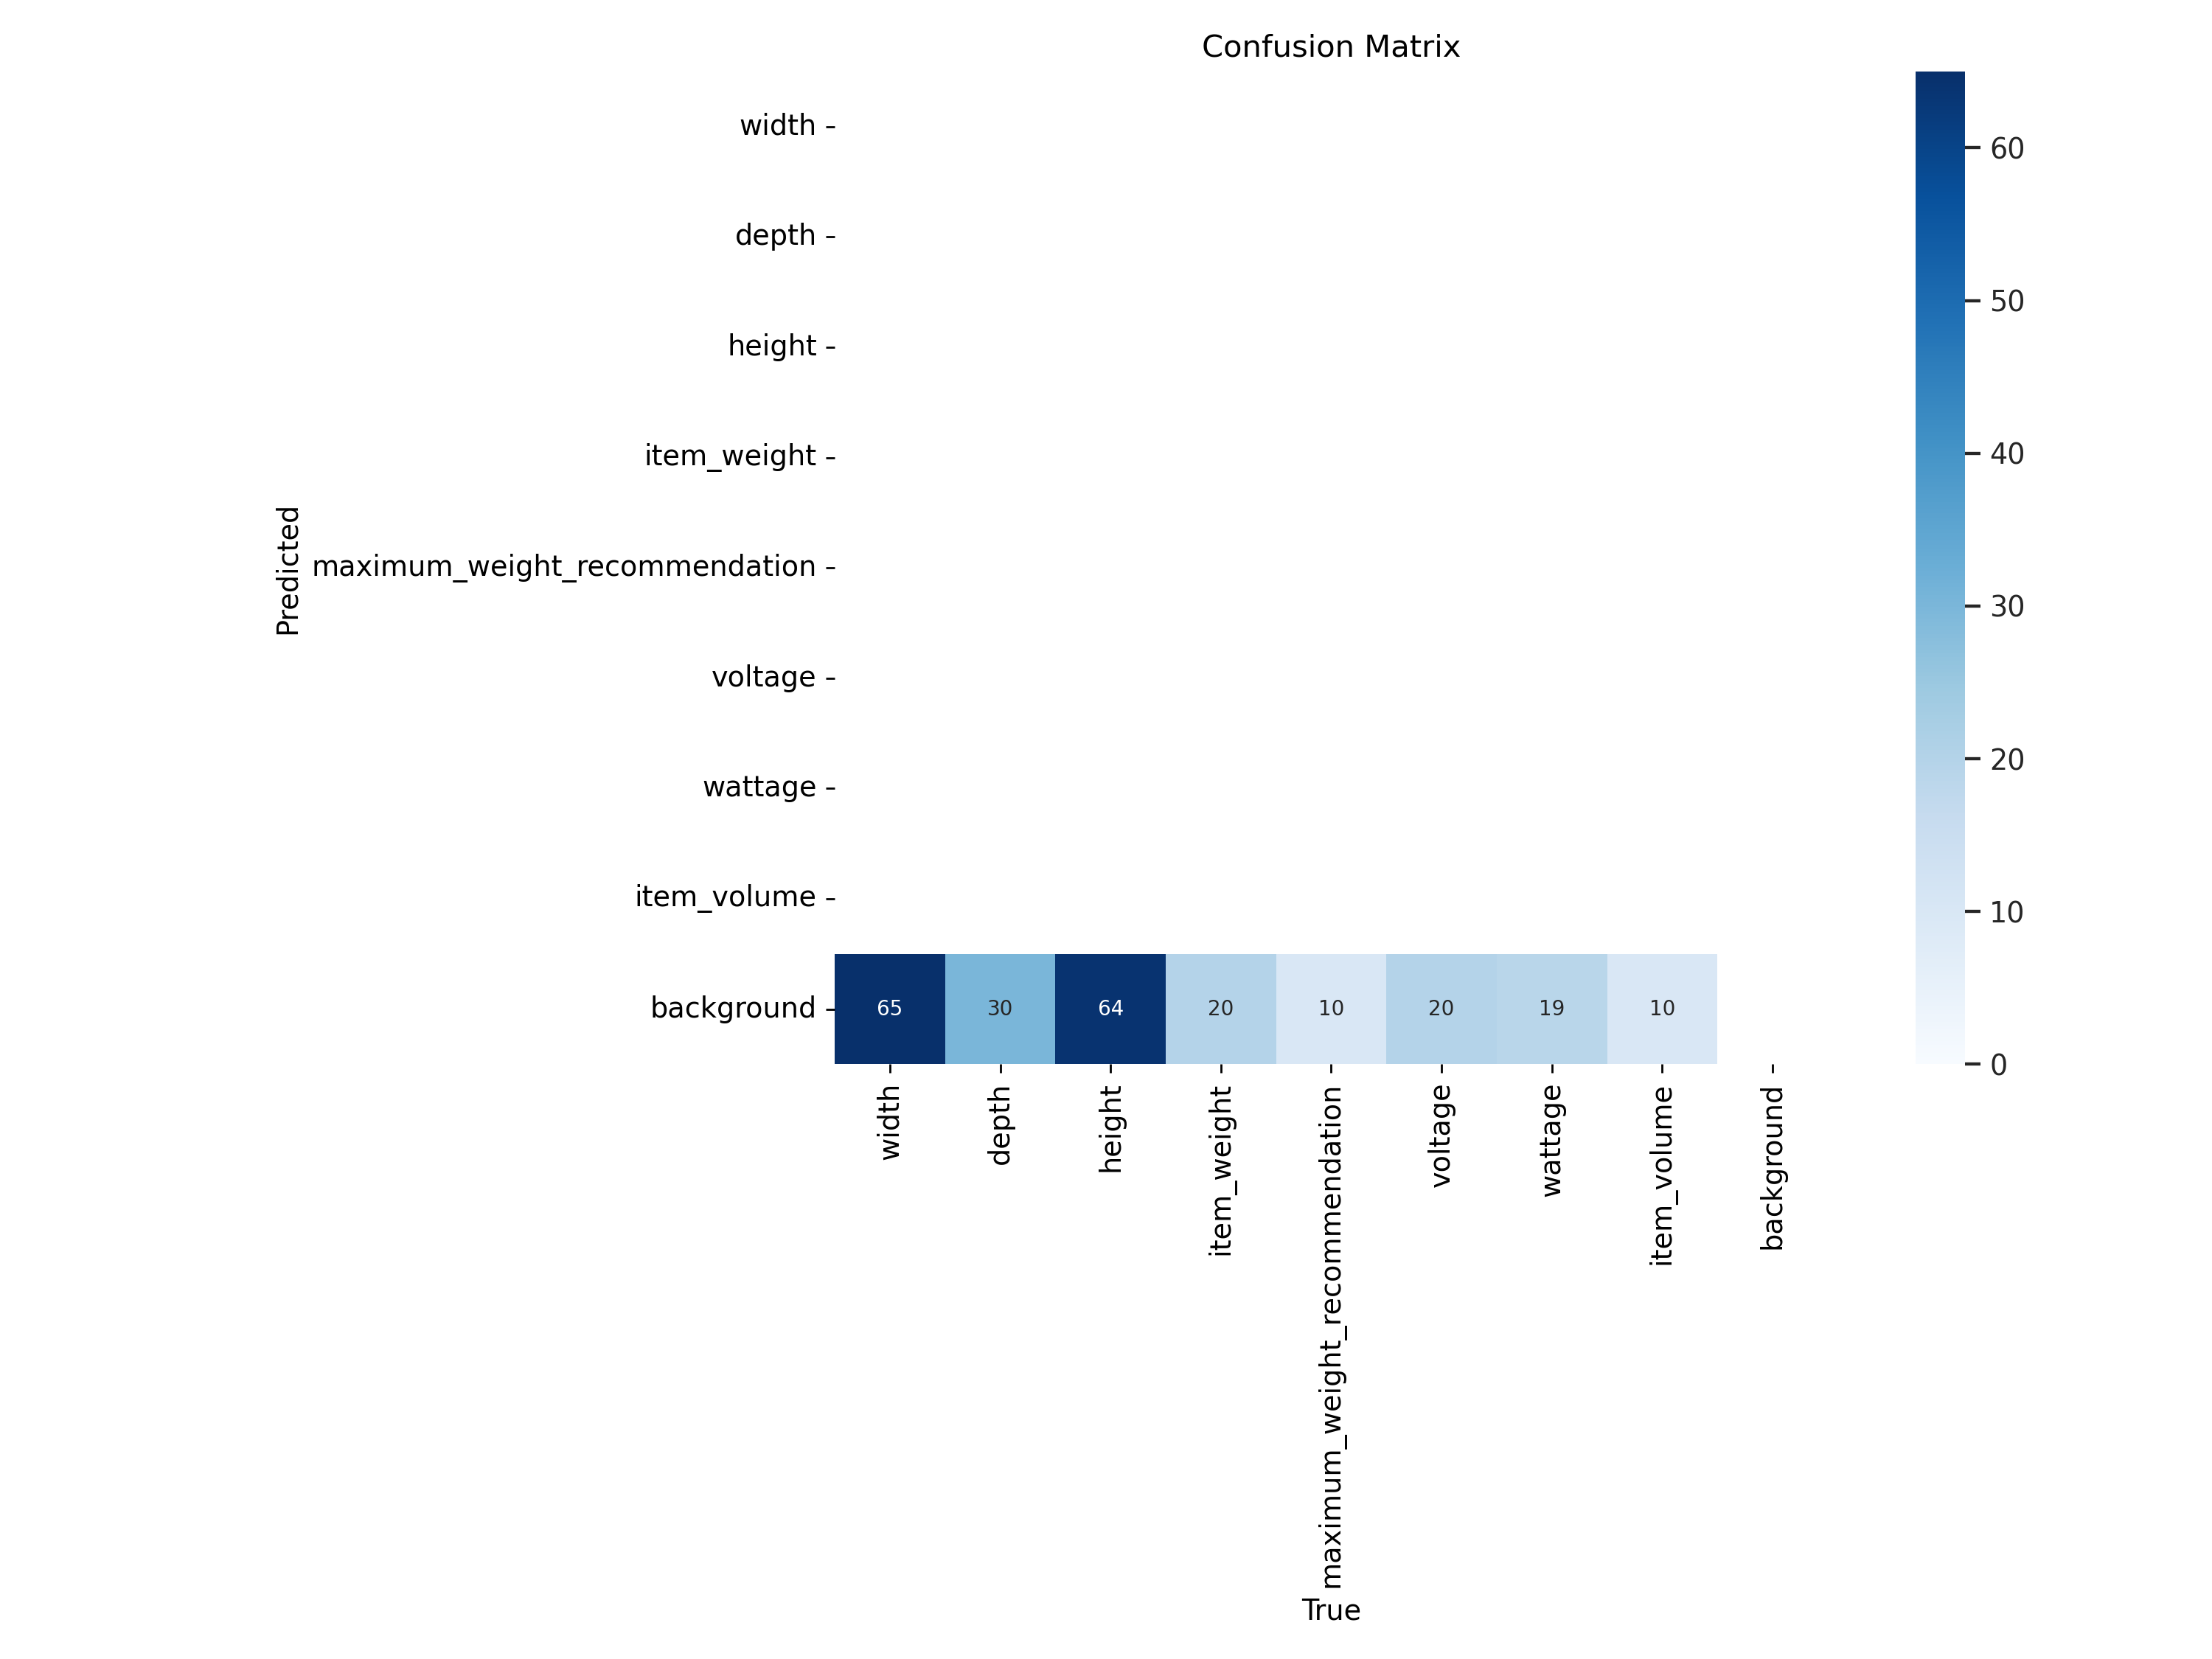 Confusion Matrix
width
depth
height
item_weight
maximum_weight_recommendation
voltage
wattage
item_volume
background
Predicted
65 30 64 20 10 20 19 10
width
depth
height
item_weight
maximum_weight_recommendation
voltage
wattage
item_volume
background
True
60
50
40
30
20
10
0